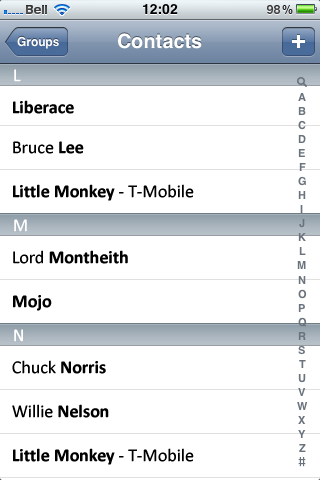 Bell 12:02 98%
Groups Contacts +
L
Liberace
Bruce Lee
Little Monkey - T-Mobile
M
Lord Montheith
Mojo
N
Chuck Norris
Willie Nelson
Little Monkey - T-Mobile
A
B
C
D
E
F
G
H
I
J
K
L
M
N
O
P
Q
R
S
T
U
V
W
X
Y
Z
#